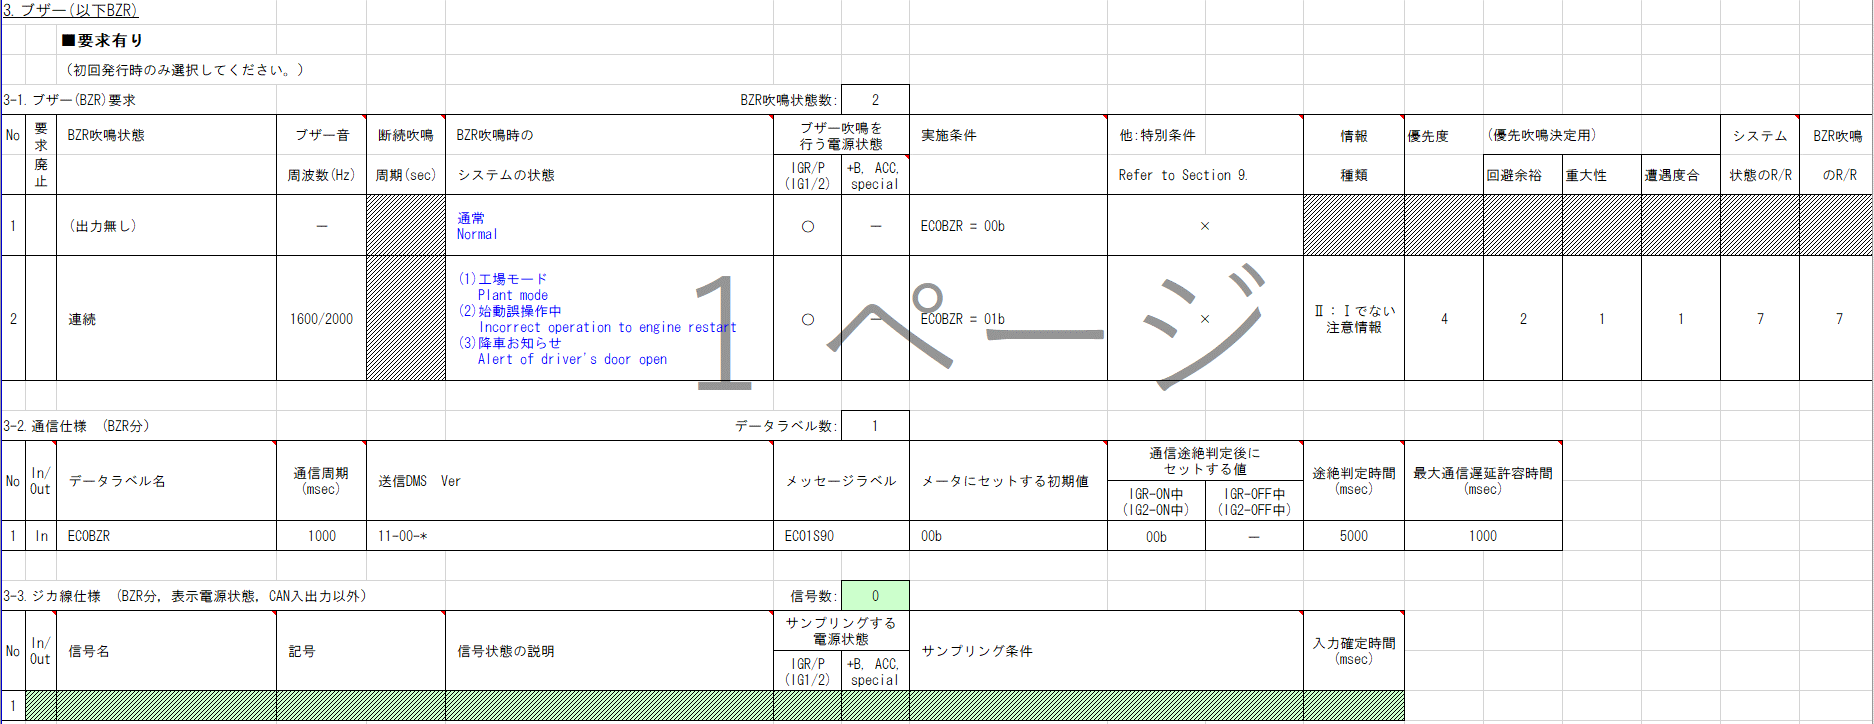 3. ブザー(以下BZR)
■要求有り
(初回発行時のみ選択してください。)
3-1. ブザー(BZR)要求 BZR吹鳴状態数: 2
No 要求廃止 BZR吹鳴状態 ブザー音 周波数(Hz) 断続吹鳴 周期(sec) BZR吹鳴時の システムの状態 ブザー吹鳴を 行う電源状態 IGR/P (IG1/2) +B, ACC, special 実施条件 他:特別条件 Refer to Section 9. 情報 種類 優先度 (優先吹鳴決定用) 回避余裕 重大性 遭遇度合 システム 状態のR/R BZR吹鳴 のR/R
1 (出力無し) － 通常 ○ － ECOBZR = 00b ×
Normal
2 連続 1600/2000 (1)工場モード ○ － ECOBZR = 01b × Ⅱ：Ⅰでない 4 2 1 1 7 7
Plant mode 注意情報
(2)始動誤操作中
Incorrect operation to engine restart
(3)降車お知らせ
Alert of driver's door open
1 ページ
3-2. 通信仕様 (BZR分) データラベル数: 1
No In/Out データラベル名 通信周期 (msec) 送信DMS Ver メッセージラベル メータにセットする初期値 通信途絶判定後に セットする値 IGR-ON中 (IG2-ON中) IGR-OFF中 (IG2-OFF中) 途絶判定時間 (msec) 最大通信遅延許容時間 (msec)
1 In ECOBZR 1000 11-00-* ECO1S90 00b 00b － 5000 1000
3-3. ジカ線仕様 (BZR分, 表示電源状態, CAN入出力以外) 信号数: 0
No In/Out 信号名 記号 信号状態の説明 サンプリングする 電源状態 IGR/P (IG1/2) +B, ACC, special サンプリング条件 入力確定時間 (msec)
1